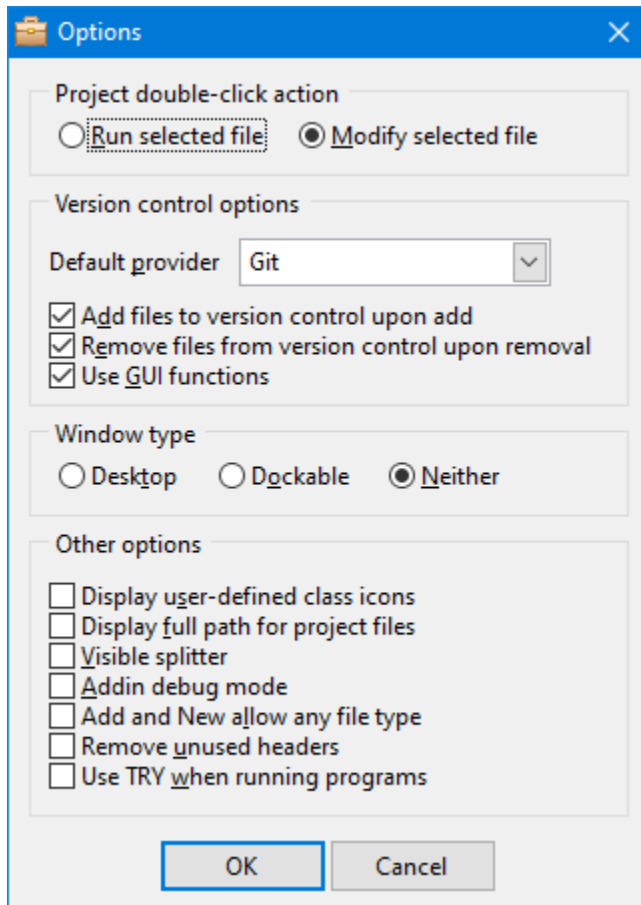 Options
Project double-click action
Run selected file Modify selected file
Version control options
Default provider Git
Add files to version control upon add
Remove files from version control upon removal
Use GUI functions
Window type
Desktop Dockable Neither
Other options
Display user-defined class icons
Display full path for project files
Visible splitter
Addin debug mode
Add and New allow any file type
Remove unused headers
Use TRY when running programs
OK Cancel